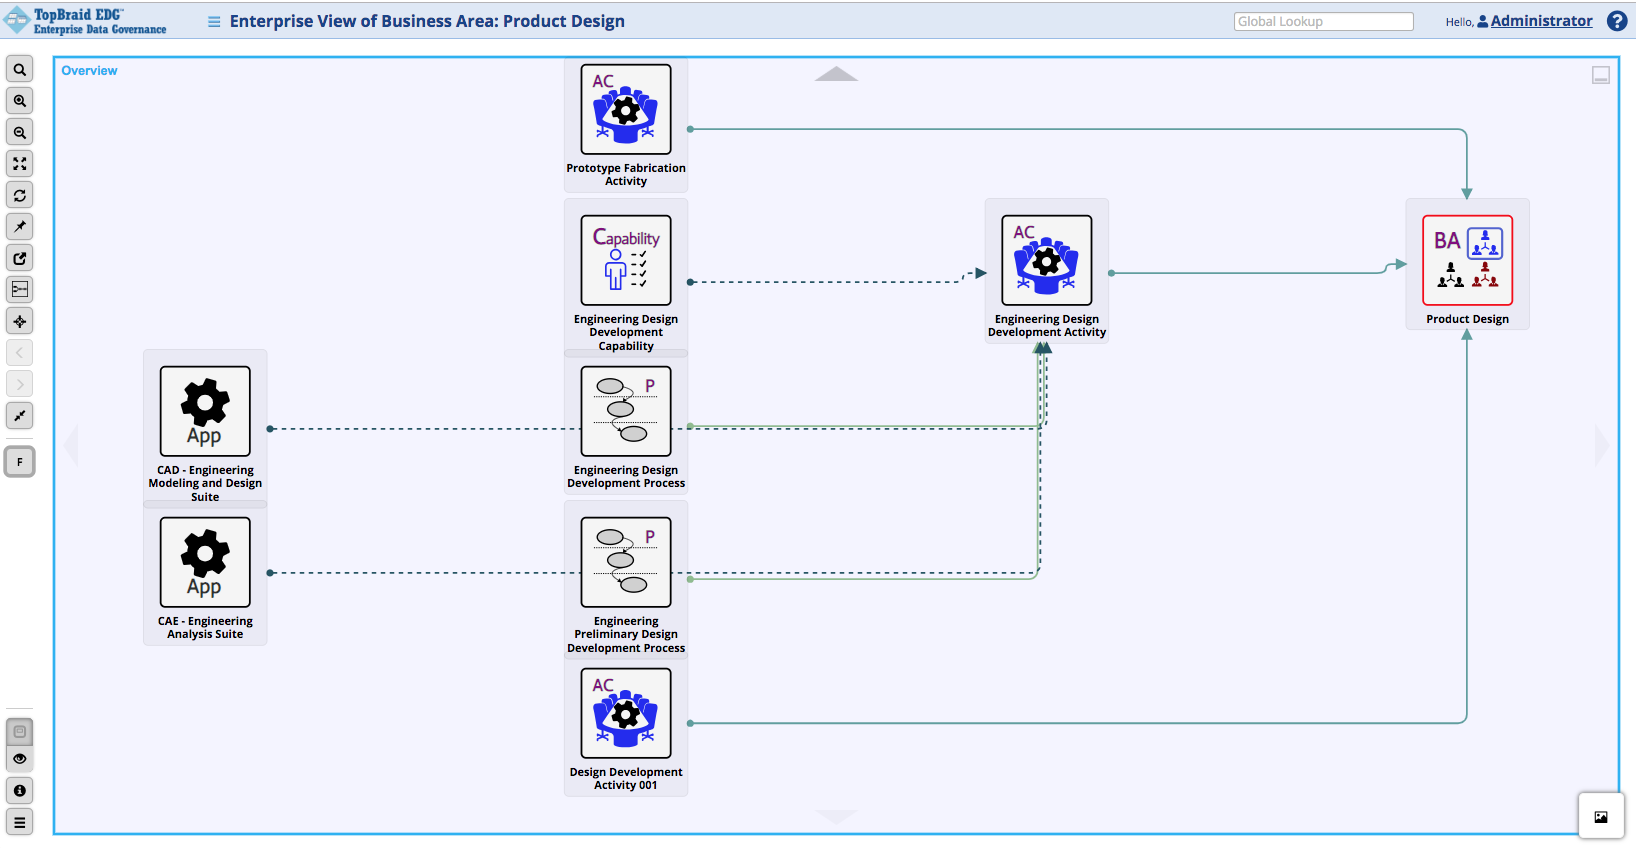 TopBraid EDG™
Enterprise Data Governance
Enterprise View of Business Area: Product Design
Global Lookup
Hello, Administrator
?
Overview
AC
Prototype Fabrication
Activity
Capability
Engineering Design
Development
Capability
AC
Engineering Design
Development Activity
BA
Product Design
App
CAD - Engineering
Modeling and Design
Suite
P
Engineering Design
Development Process
App
CAE - Engineering
Analysis Suite
P
Engineering
Preliminary Design
Development Process
AC
Design Development
Activity 001
F